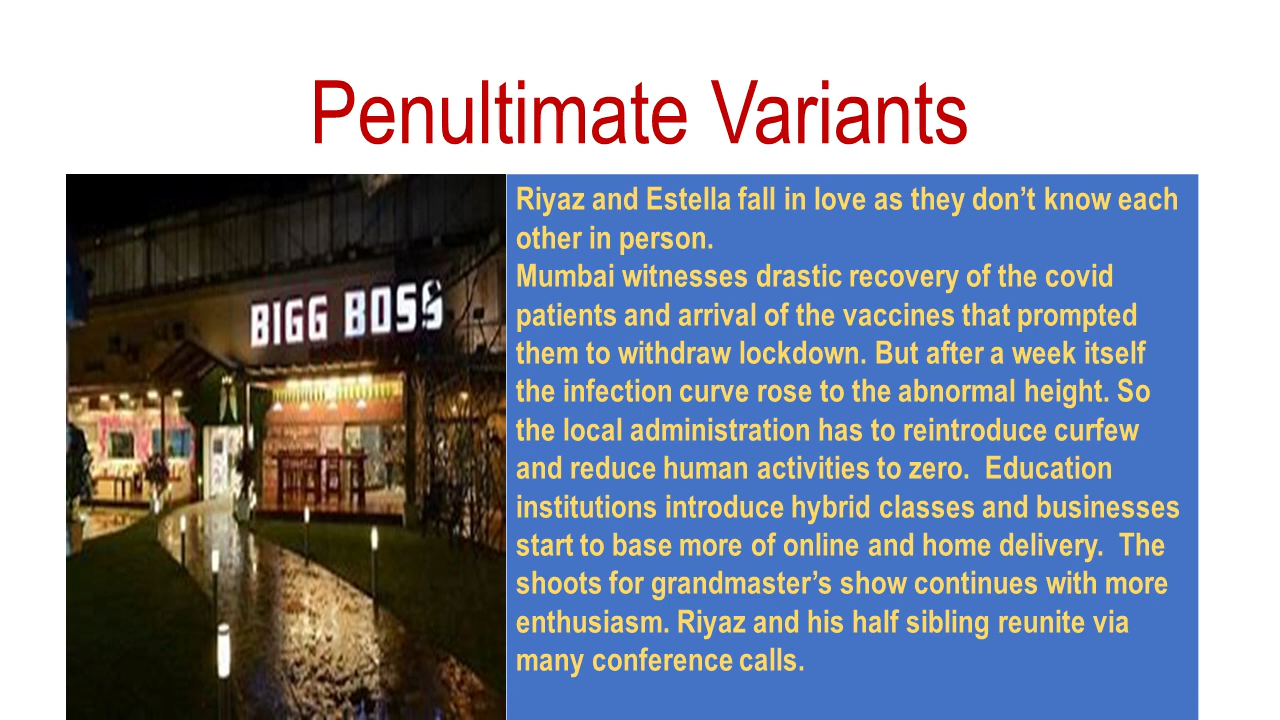 Penultimate Variants
BIGG BOSS
Riyaz and Estella fall in love as they don’t know each
other in person.
Mumbai witnesses drastic recovery of the covid
patients and arrival of the vaccines that prompted
them to withdraw lockdown. But after a week itself
the infection curve rose to the abnormal height. So
the local administration has to reintroduce curfew
and reduce human activities to zero.  Education
institutions introduce hybrid classes and businesses
start to base more of online and home delivery.  The
shoots for grandmaster’s show continues with more
enthusiasm. Riyaz and his half sibling reunite via
many conference calls.